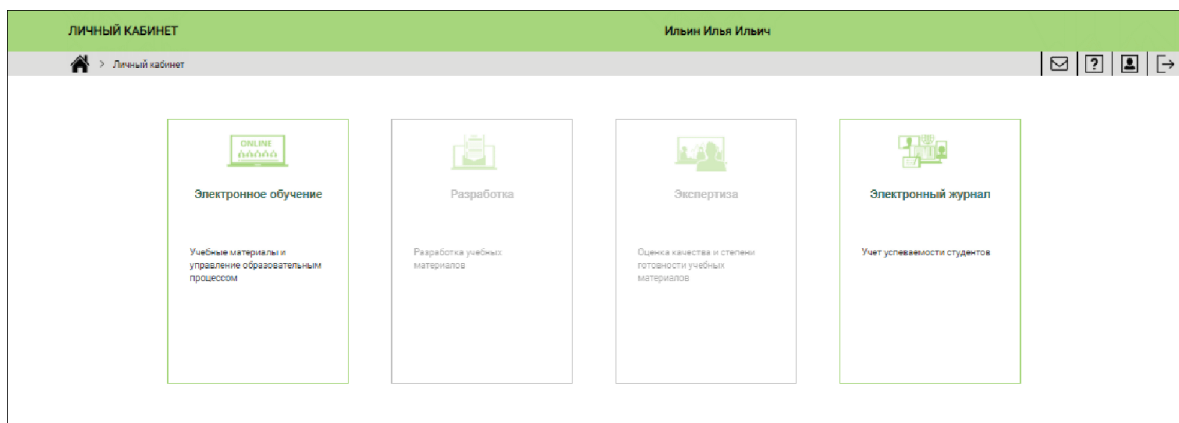 ЛИЧНЫЙ КАБИНЕТ
Ильин Илья Ильич
> Личный кабинет
ONLINE
Электронное обучение
Учебные материалы и
управление образовательным
процессом
Разработка
Разработка учебных
материалов
Экспертиза
Оценка качества и степени
готовности учебных
материалов
Электронный журнал
Учет успеваемости студентов